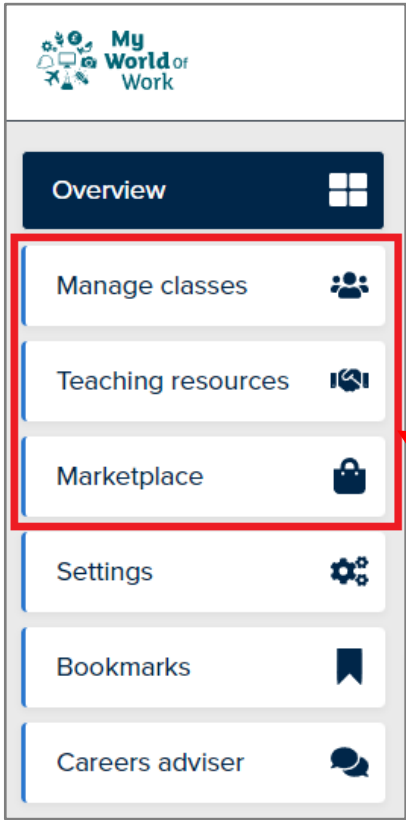 My
World Of
Work
Overview
Manage classes
Teaching resources
Marketplace
Settings
Bookmarks
Careers adviser